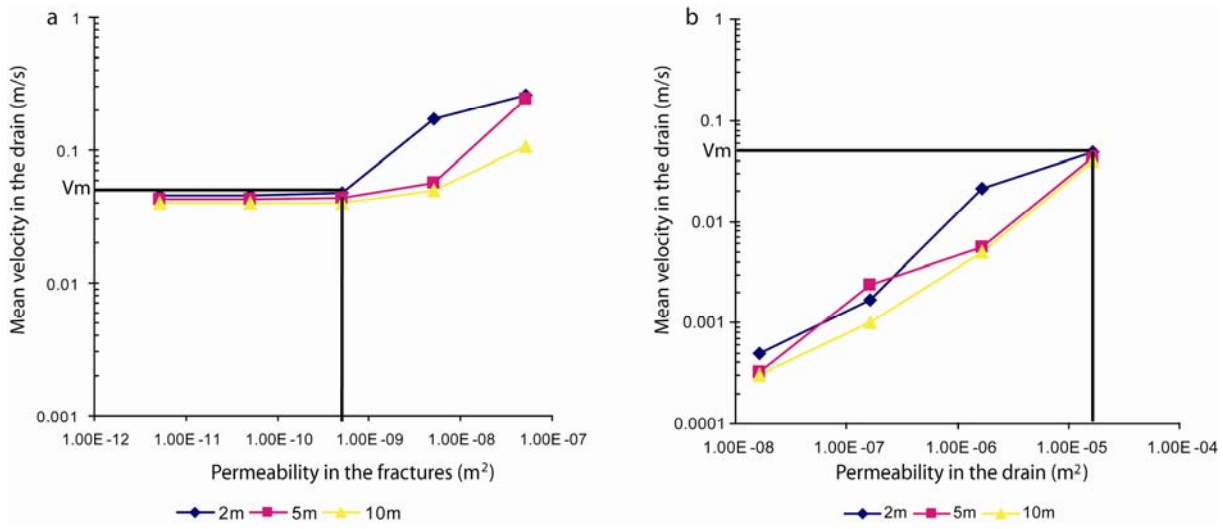 a
1
0.1
Vm
0.01
0.001
Mean velocity in the drain (m/s)
1.00E-12 1.00E-11 1.00E-10 1.00E-09 1.00E-08 1.00E-07
Permeability in the fractures (m²)
2m 5m 10m
b
1
0.1
Vm
0.01
0.001
0.0001
Mean velocity in the drain (m/s)
1.00E-08 1.00E-07 1.00E-06 1.00E-05 1.00E-04
Permeability in the drain (m²)
2m 5m 10m